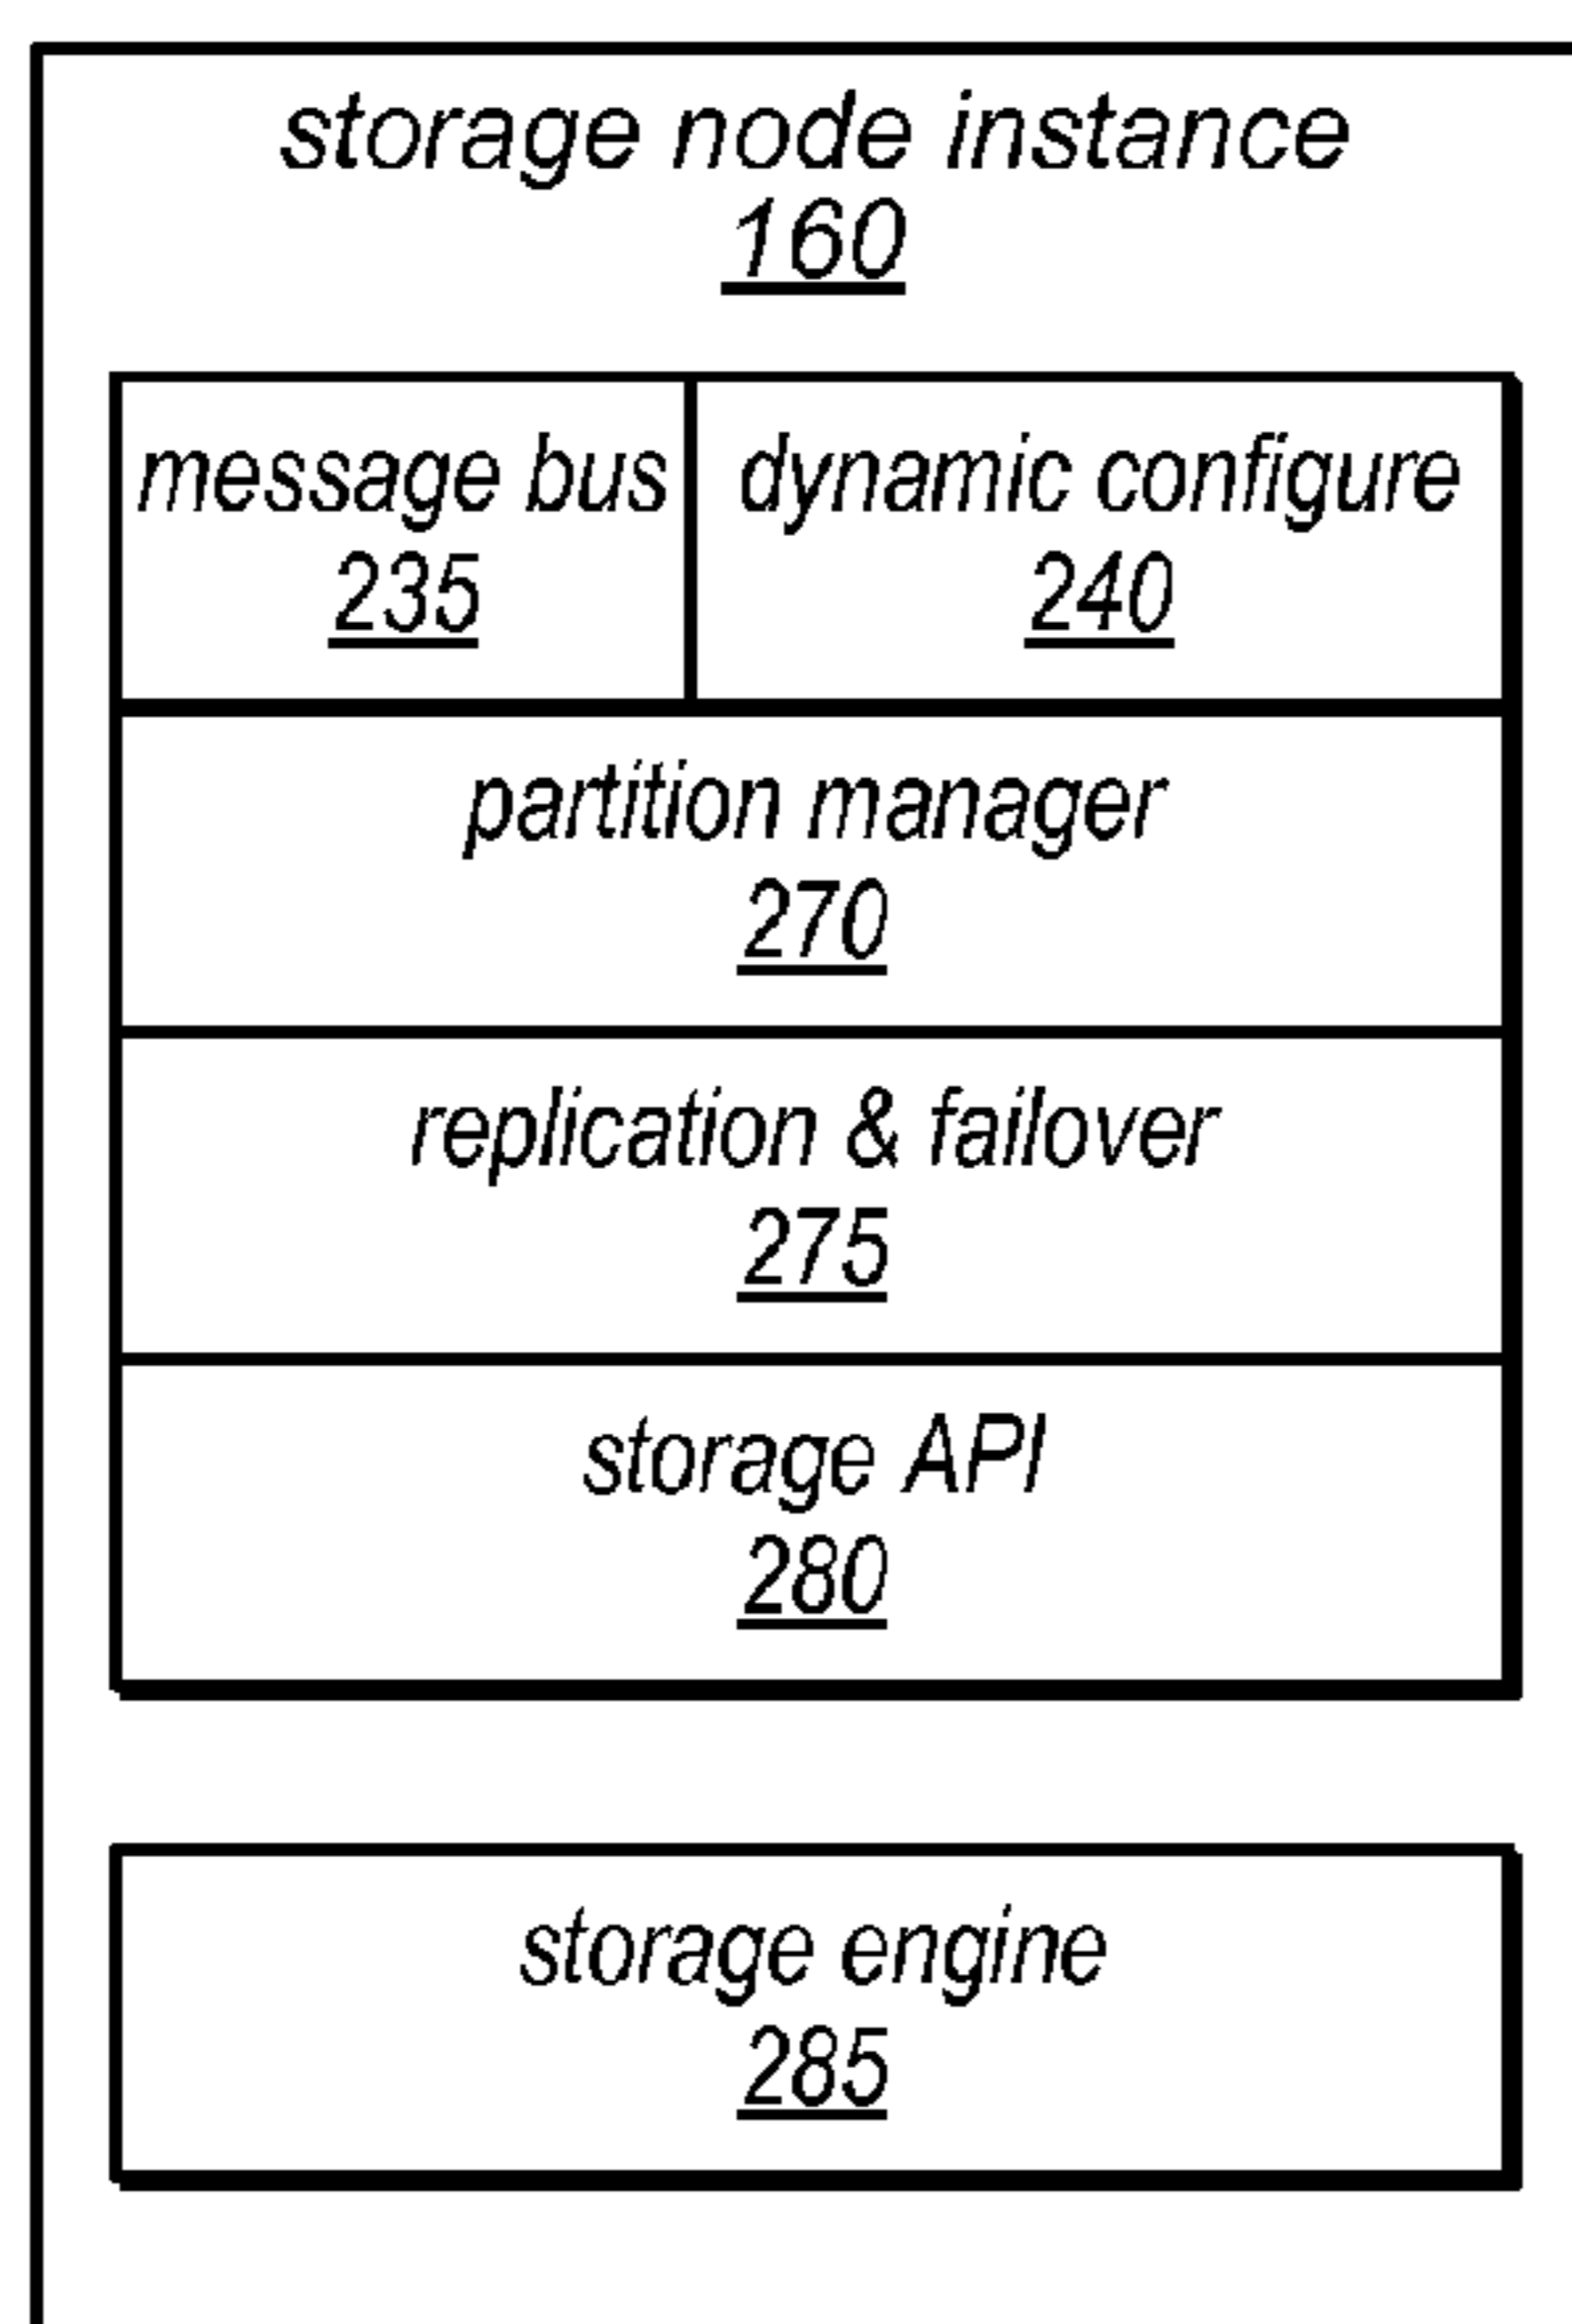 storage node instance
160
message bus
235
dynamic configure
240
partition manager
270
replication & failover
275
storage API
280
storage engine
285